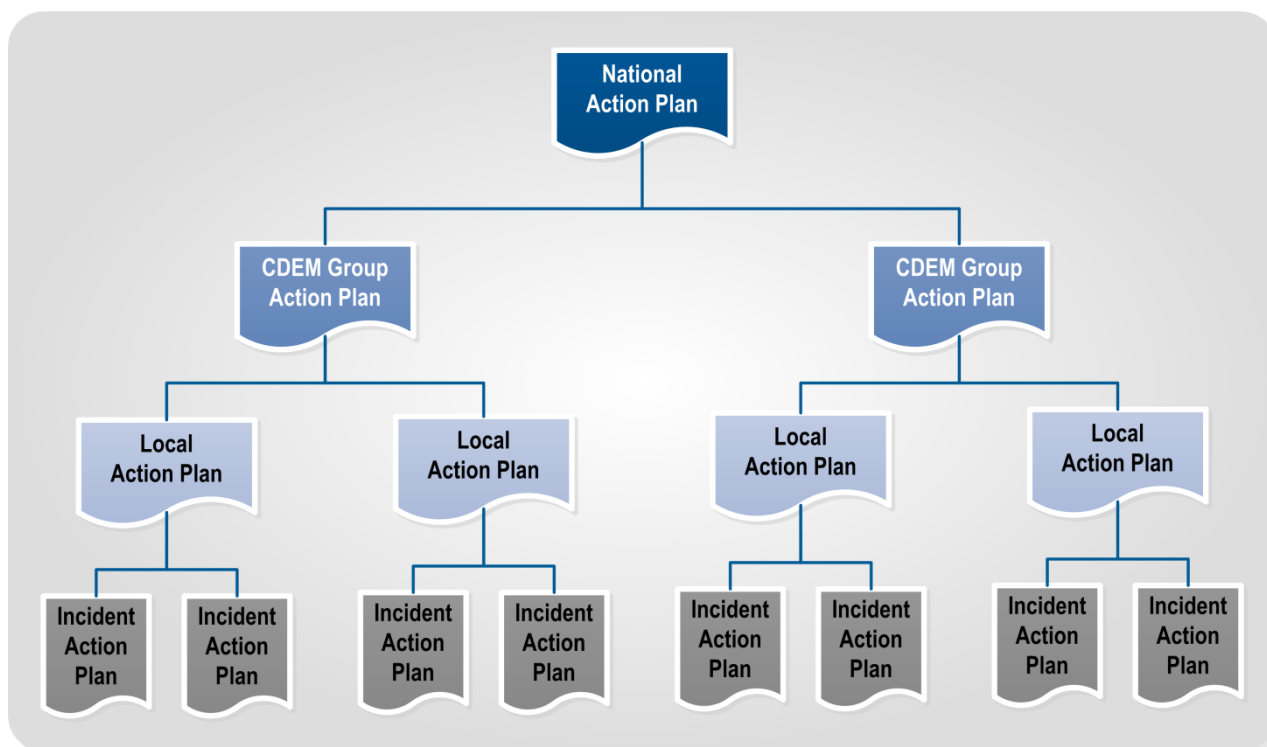 National
Action Plan
CDEM Group
Action Plan
CDEM Group
Action Plan
Local
Action Plan
Local
Action Plan
Local
Action Plan
Local
Action Plan
Incident
Action
Plan
Incident
Action
Plan
Incident
Action
Plan
Incident
Action
Plan
Incident
Action
Plan
Incident
Action
Plan
Incident
Action
Plan
Incident
Action
Plan